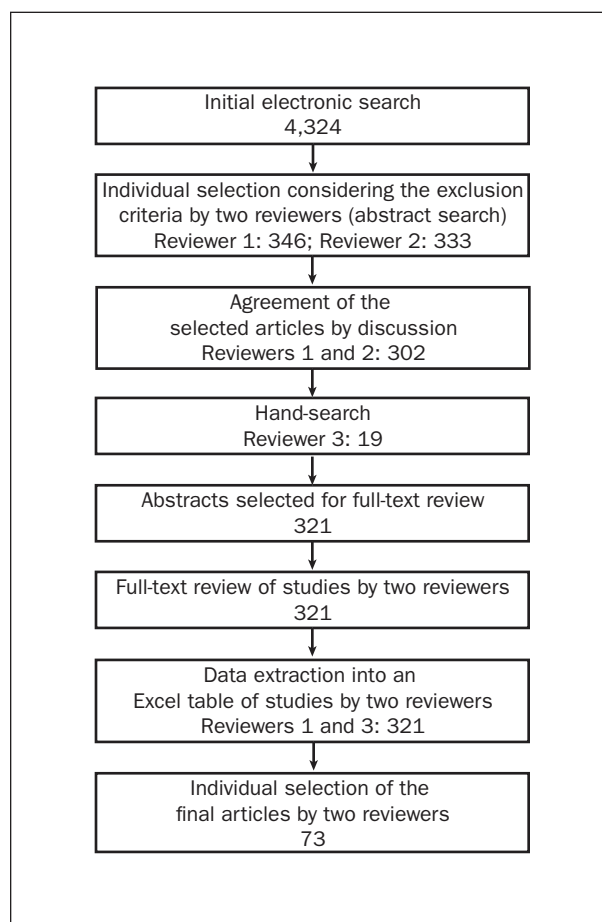 Initial electronic search
4,324
Individual selection considering the exclusion
criteria by two reviewers (abstract search)
Reviewer 1: 346; Reviewer 2: 333
Agreement of the
selected articles by discussion
Reviewers 1 and 2: 302
Hand-search
Reviewer 3: 19
Abstracts selected for full-text review
321
Full-text review of studies by two reviewers
321
Data extraction into an
Excel table of studies by two reviewers
Reviewers 1 and 3: 321
Individual selection of the
final articles by two reviewers
73